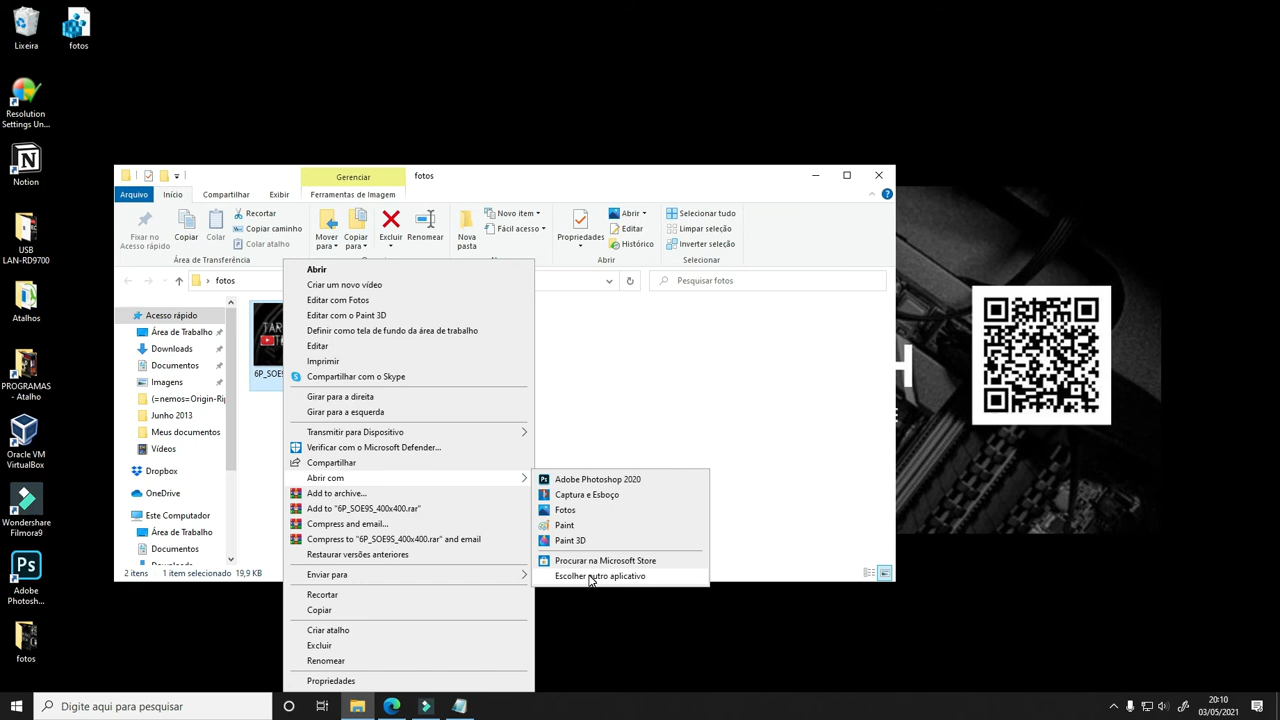 Lixeira
fotos
Resolution
Settings Un...
Notion
USB
LAN-RD9700
Atalhos
PROGRAMAS
- Atalho
Oracle VM
VirtualBox
Wondershare
Filmora9
Adobe
Photosh...
fotos
Gerenciar
fotos
Arquivo
Início
Compartilhar
Exibir
Ferramentas de Imagem
Fixar no
Acesso rápido
Copiar
Colar
Recortar
Copiar caminho
Colar atalho
Área de Transferência
Mover
para
Copiar
para
Excluir
Renomear
Nova
pasta
Novo item
Fácil acesso
Propriedades
Abrir
Editar
Histórico
Abrir
Selecionar tudo
Limpar seleção
Inverter seleção
Selecionar
fotos
Pesquisar fotos
Acesso rápido
Área de Trabalho
Downloads
Documentos
Imagens
(=nemos=Origin-Rip
Junho 2013
Meus documentos
Vídeos
Dropbox
OneDrive
Este Computador
Área de Trabalho
Documentos
2 itens
1 item selecionado
19,9 KB
TAR
6P_SOE9S
H
E
Abrir
Criar um novo vídeo
Editar com Fotos
Editar com o Paint 3D
Definir como tela de fundo da área de trabalho
Editar
Imprimir
Compartilhar com o Skype
Girar para a direita
Girar para a esquerda
Transmitir para Dispositivo
Verificar com o Microsoft Defender...
Compartilhar
Abrir com
Add to archive...
Add to "6P_SOE9S_400x400.rar"
Compress and email...
Compress to "6P_SOE9S_400x400.rar" and email
Restaurar versões anteriores
Enviar para
Recortar
Copiar
Criar atalho
Excluir
Renomear
Propriedades
Adobe Photoshop 2020
Captura e Esboço
Fotos
Paint
Paint 3D
Procurar na Microsoft Store
Escolher outro aplicativo
Digite aqui para pesquisar
20:10
03/05/2021